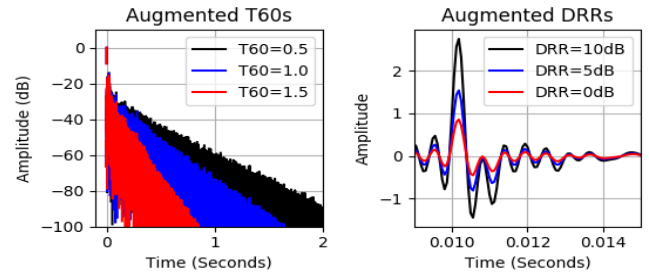 Augmented T60s
Amplitude (dB)
0
−20
−40
−60
−80
−100
T60=0.5
T60=1.0
T60=1.5
0
1
2
Time (Seconds)
Augmented DRRs
Amplitude
2
1
0
−1
DRR=10dB
DRR=5dB
DRR=0dB
0.010
0.012
0.014
Time (Seconds)